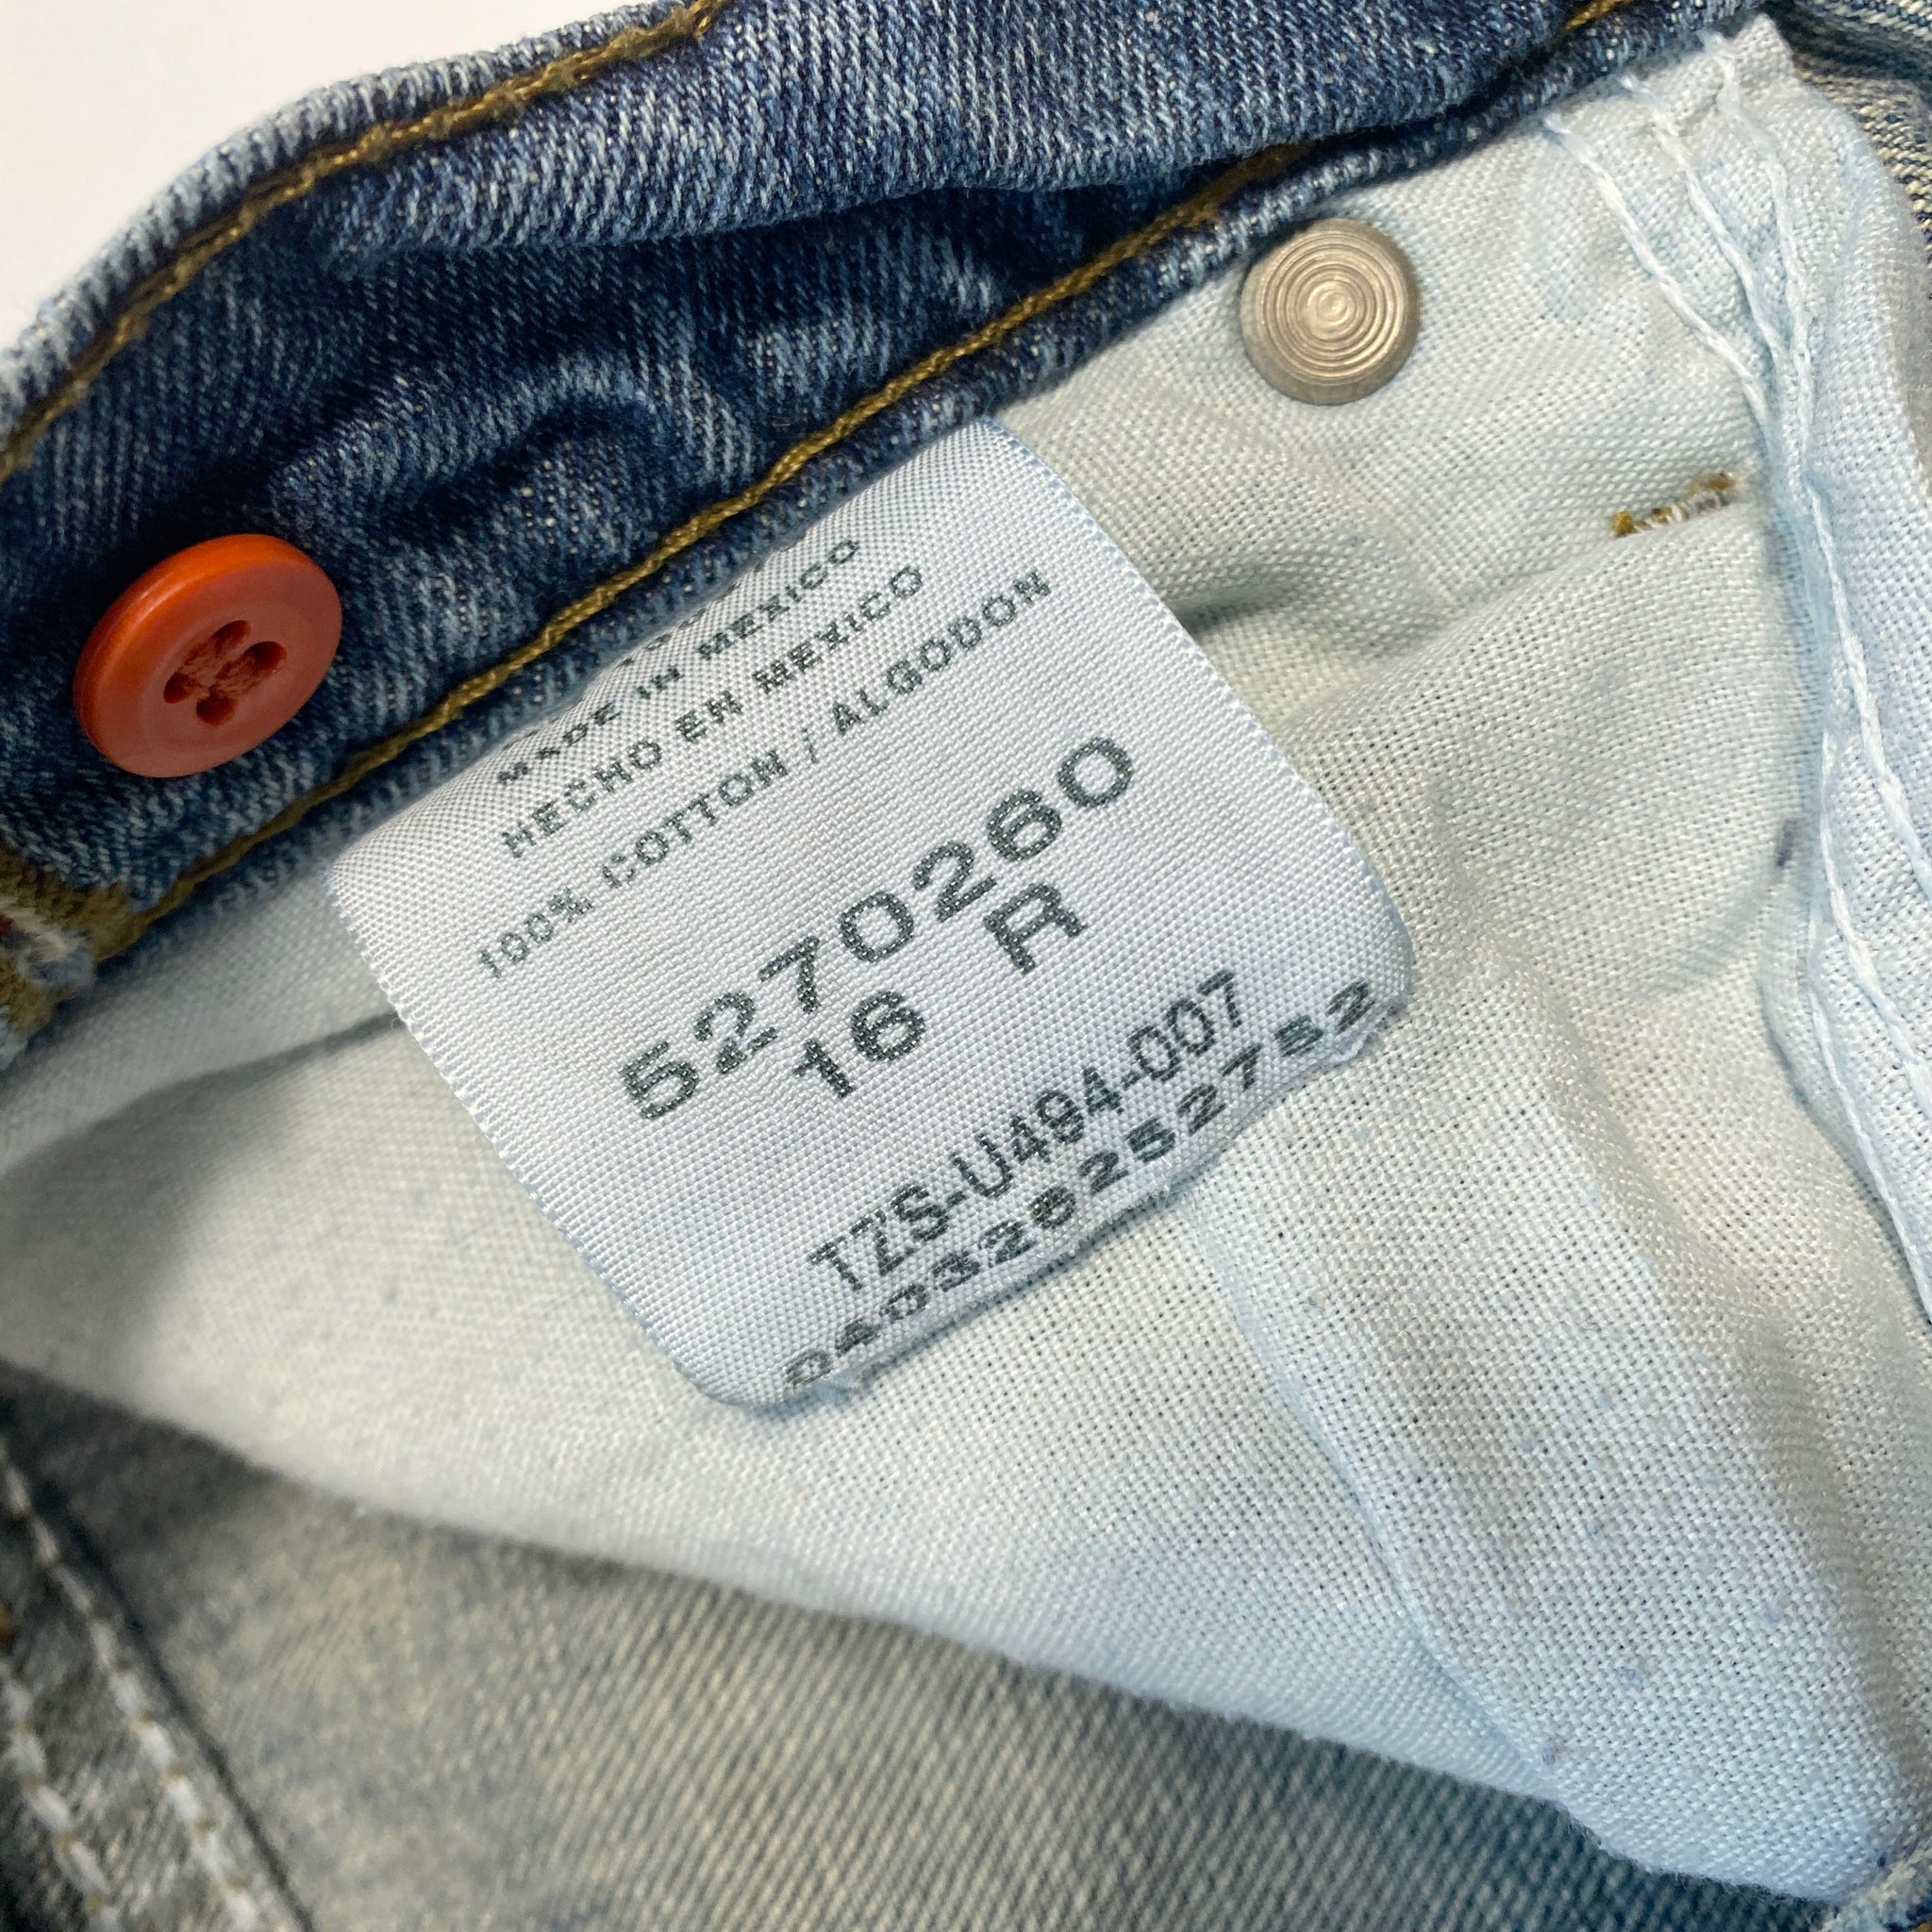 MADE IN MEXICO
HECHO EN MEXICO
100% COTTON / ALGODON
5270260
16 R
TZS-U494-007